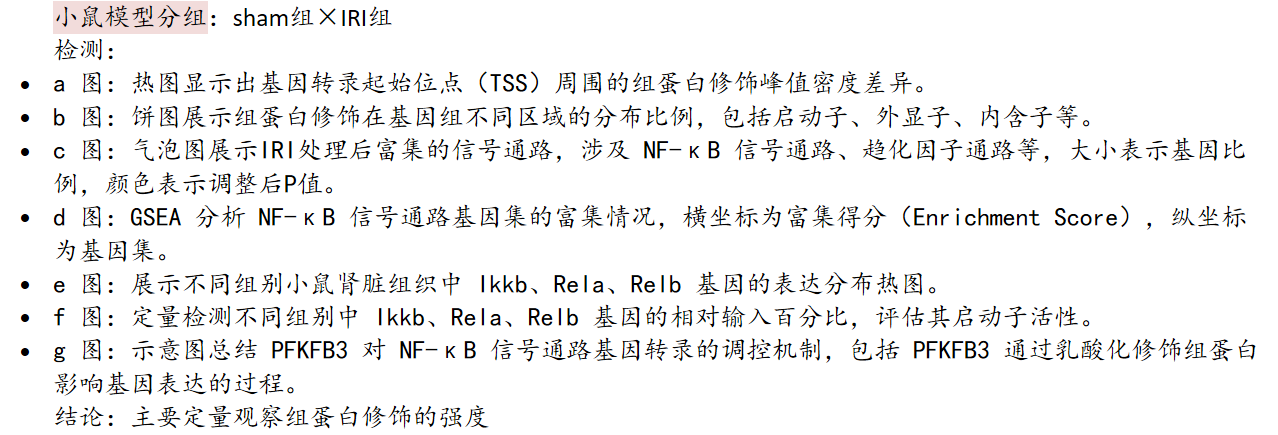 小鼠模型分组：sham组×IRI组
检测：
• a 图：热图显示出基因转录起始位点（TSS）周围的组蛋白修饰峰值密度差异。
• b 图：饼图展示组蛋白修饰在基因组不同区域的分布比例，包括启动子、外显子、内含子等。
• c 图：气泡图展示IRI处理后富集的信号通路，涉及 NF-κB 信号通路、趋化因子通路等，大小表示基因比
例，颜色表示调整后P值。
• d 图：GSEA 分析 NF-κB 信号通路基因集的富集情况，横坐标为富集得分（Enrichment Score），纵坐标
为基因集。
• e 图：展示不同组别小鼠肾脏组织中 Ikkb、Rela、Relb 基因的表达分布热图。
• f 图：定量检测不同组别中 Ikkb、Rela、Relb 基因的相对输入百分比，评估其启动子活性。
• g 图：示意图总结 PFKFB3 对 NF-κB 信号通路基因转录的调控机制，包括 PFKFB3 通过乳酸化修饰组蛋白
影响基因表达的过程。
结论：主要定量观察组蛋白修饰的强度